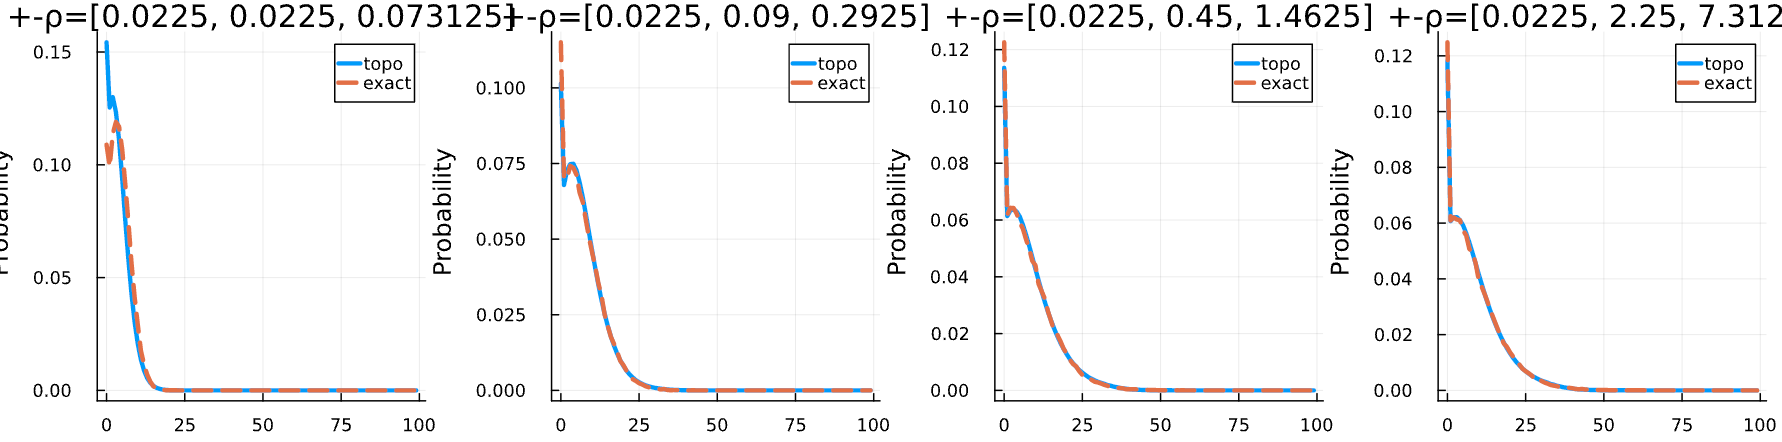 +-ρ=[0.0225, 0.0225, 0.073125]
0.15
0.10
0.05
0.00
0 25 50 75 100
topo
exact
Probability
+-ρ=[0.0225, 0.09, 0.2925]
0.100
0.075
0.050
0.025
0.000
0 25 50 75 100
topo
exact
Probability
+-ρ=[0.0225, 0.45, 1.4625]
0.12
0.10
0.08
0.06
0.04
0.02
0.00
0 25 50 75 100
topo
exact
Probability
+-ρ=[0.0225, 2.25, 7.312
0.12
0.10
0.08
0.06
0.04
0.02
0.00
0 25 50 75 100
topo
exact
Probability